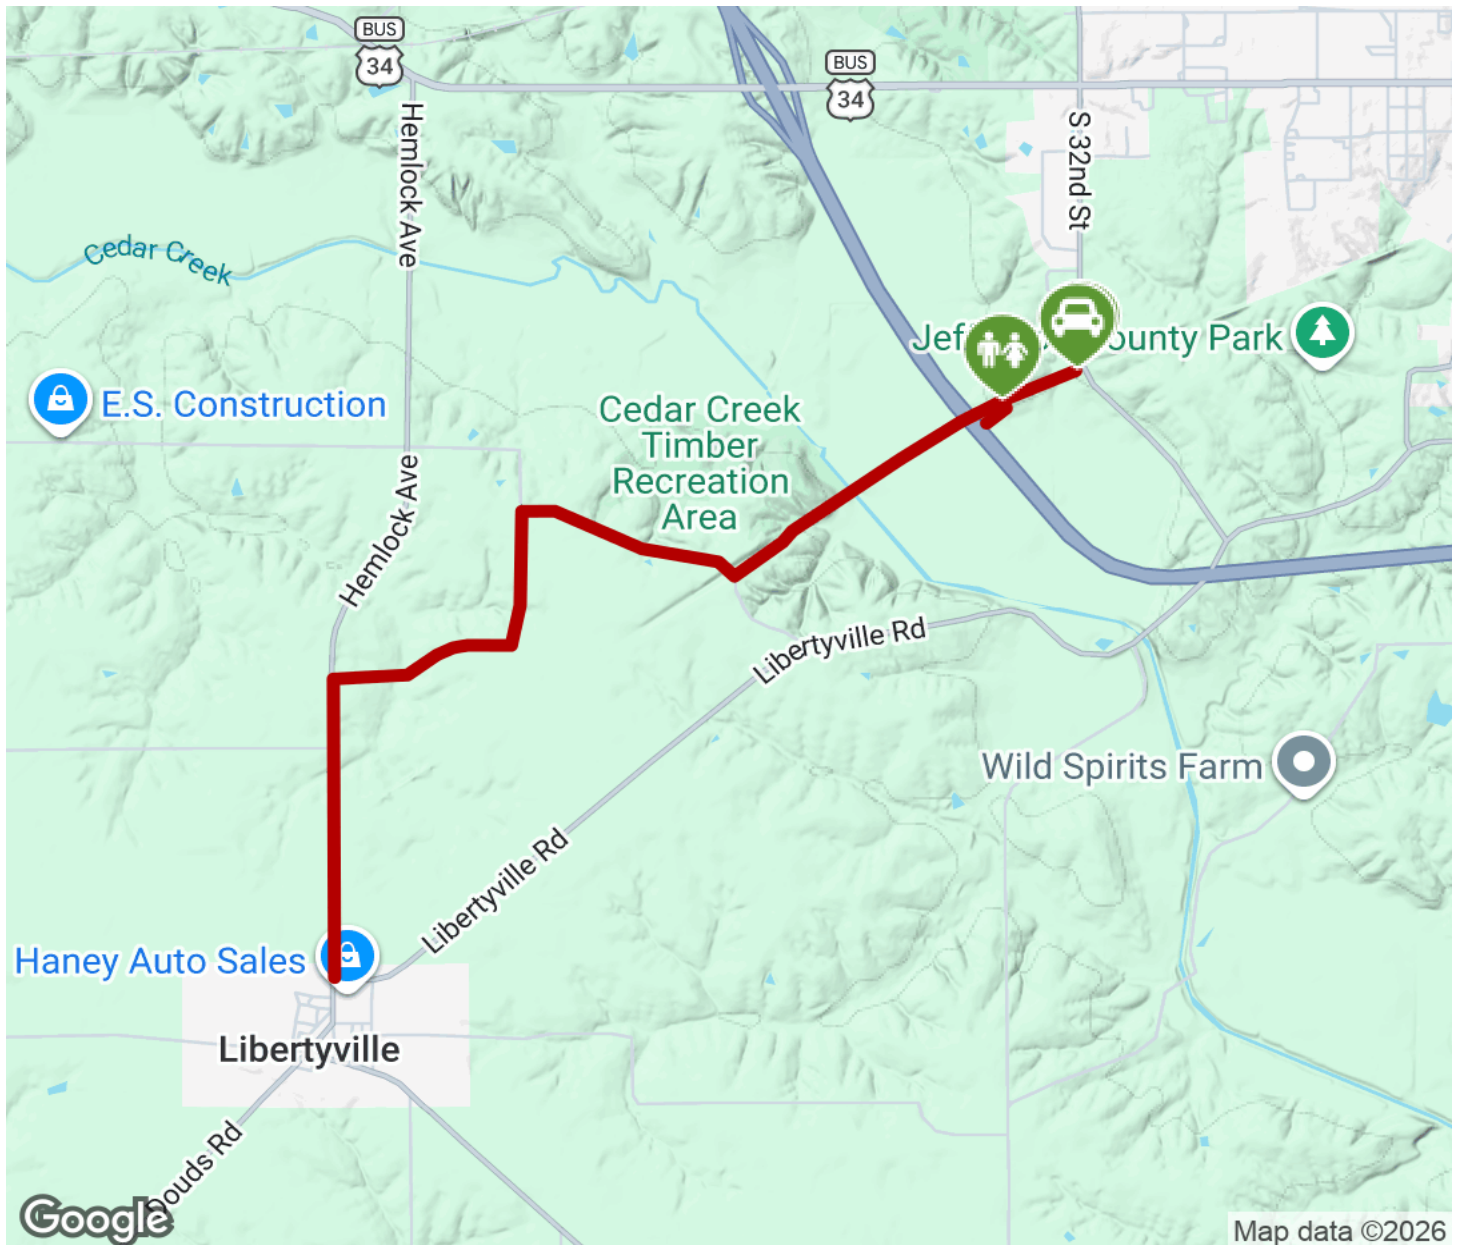 BUS
34
BUS
34
Hemlock Ave
S 32nd St
Cedar Creek
Jef
ounty Park
E.S. Construction
Cedar Creek
Timber
Recreation
Area
Hemlock Ave
Libertyville Rd
Wild Spirits Farm
Libertyville Rd
Haney Auto Sales
Libertyville
Douds Rd
Google
Map data ©2026